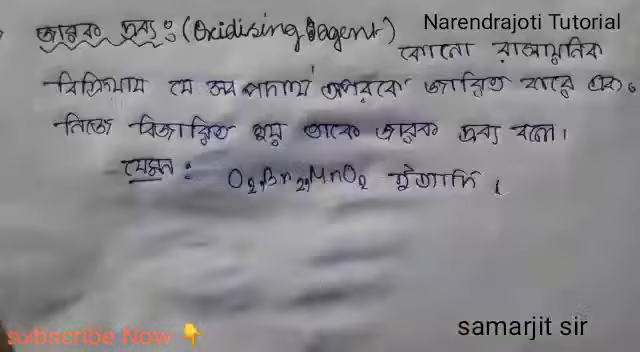 জারক দ্রব্য : (Oxidising agent) Narendrajoti Tutorial
কোনো রাসায়নিক
বিক্রিয়ায় যে সব পদার্থ অপরকে জারিত করে এবং
নিজে বিজারিত হয় তাকে জারক দ্রব্য বলে।
যেমন : O₂, Br₂, MnO₂ ইত্যাদি।
subscribe Now 👇
samarjit sir